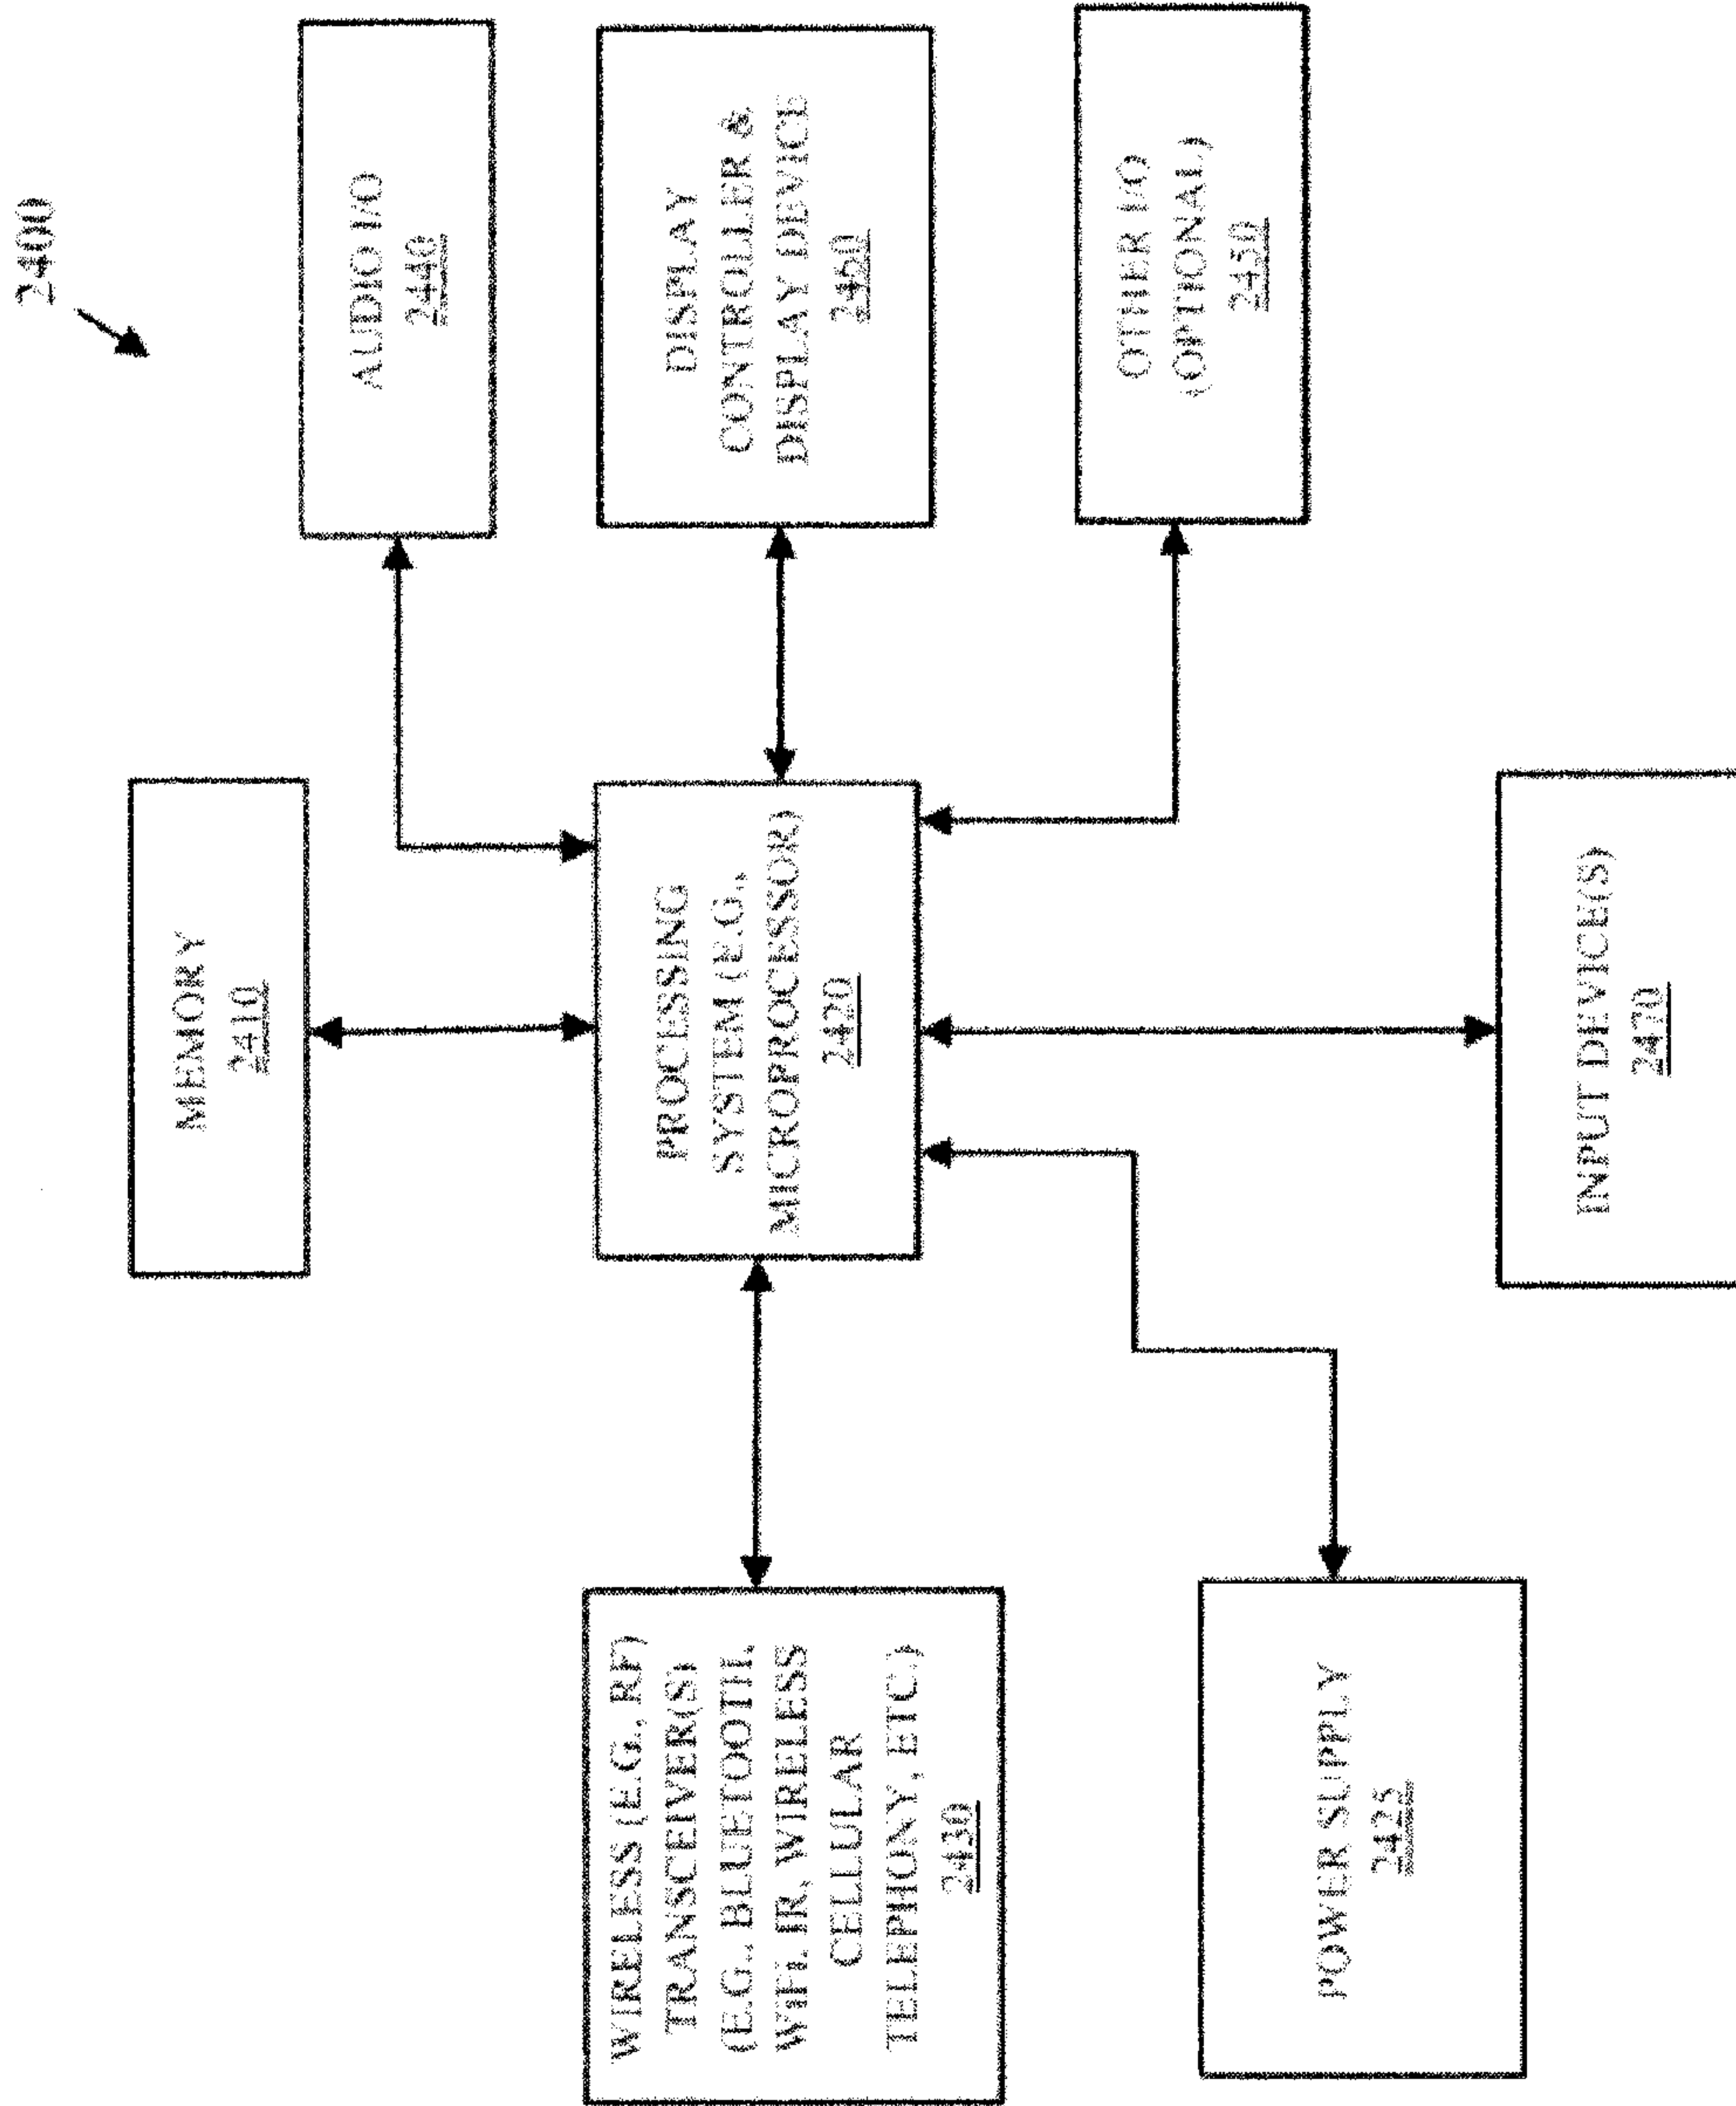 2400
MEMORY
2410
AUDIO I/O
2440
WIRELESS (E.G., RF)
TRANSCEIVER(S)
(E.G., BLUETOOTH,
WiFi, IR, WIRELESS
CELLULAR
TELEPHONY, ETC.)
2430
PROCESSING
SYSTEM (E.G.,
MICROPROCESSOR)
2420
DISPLAY
CONTROLLER &
DISPLAY DEVICE
2460
POWER SUPPLY
2425
OTHER I/O
(OPTIONAL)
2450
INPUT DEVICE(S)
2470